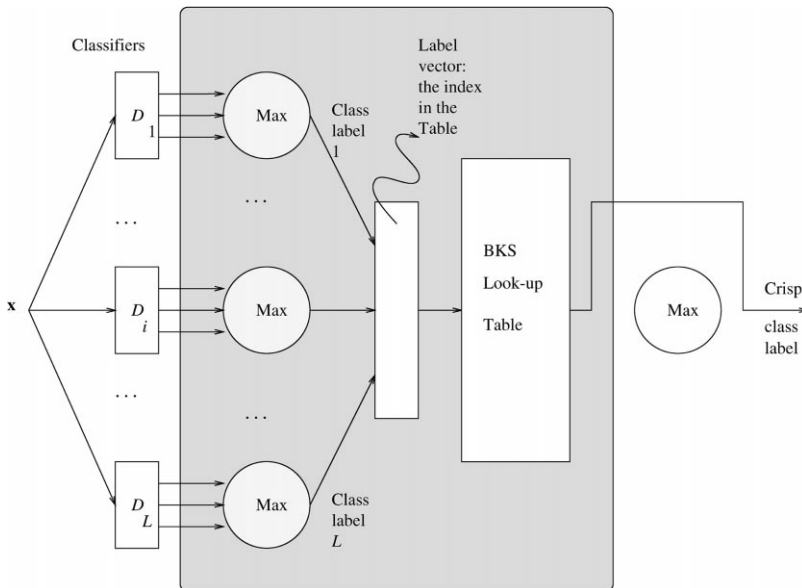 Classifiers
Label
vector:
the index
in the
Table
D
1
Max
Class
label
1
. . .
. . .
BKS
Look-up
Table
x
D
i
Max
Max
Crisp
class
label
. . .
. . .
D
L
Max
Class
label
L